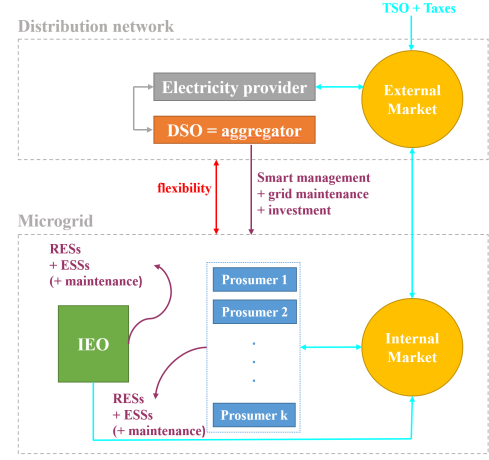 TSO + Taxes
Distribution network
Electricity provider
External
Market
DSO = aggregator
flexibility
Smart management
+ grid maintenance
+ investment
Microgrid
RESs
+ ESSs
(+ maintenance)
Prosumer 1
Prosumer 2
IEO
Internal
Market
RESs
+ ESSs
(+ maintenance)
Prosumer k